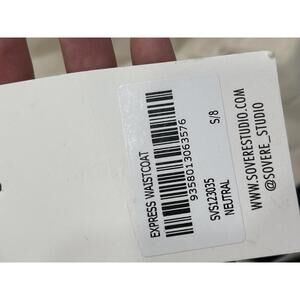 EXPRESS WAISTCOAT
9358013063576
SVS123035
S/8
NEUTRAL
WWW.SOVERESTUDIO.COM
@SOVERE_STUDIO